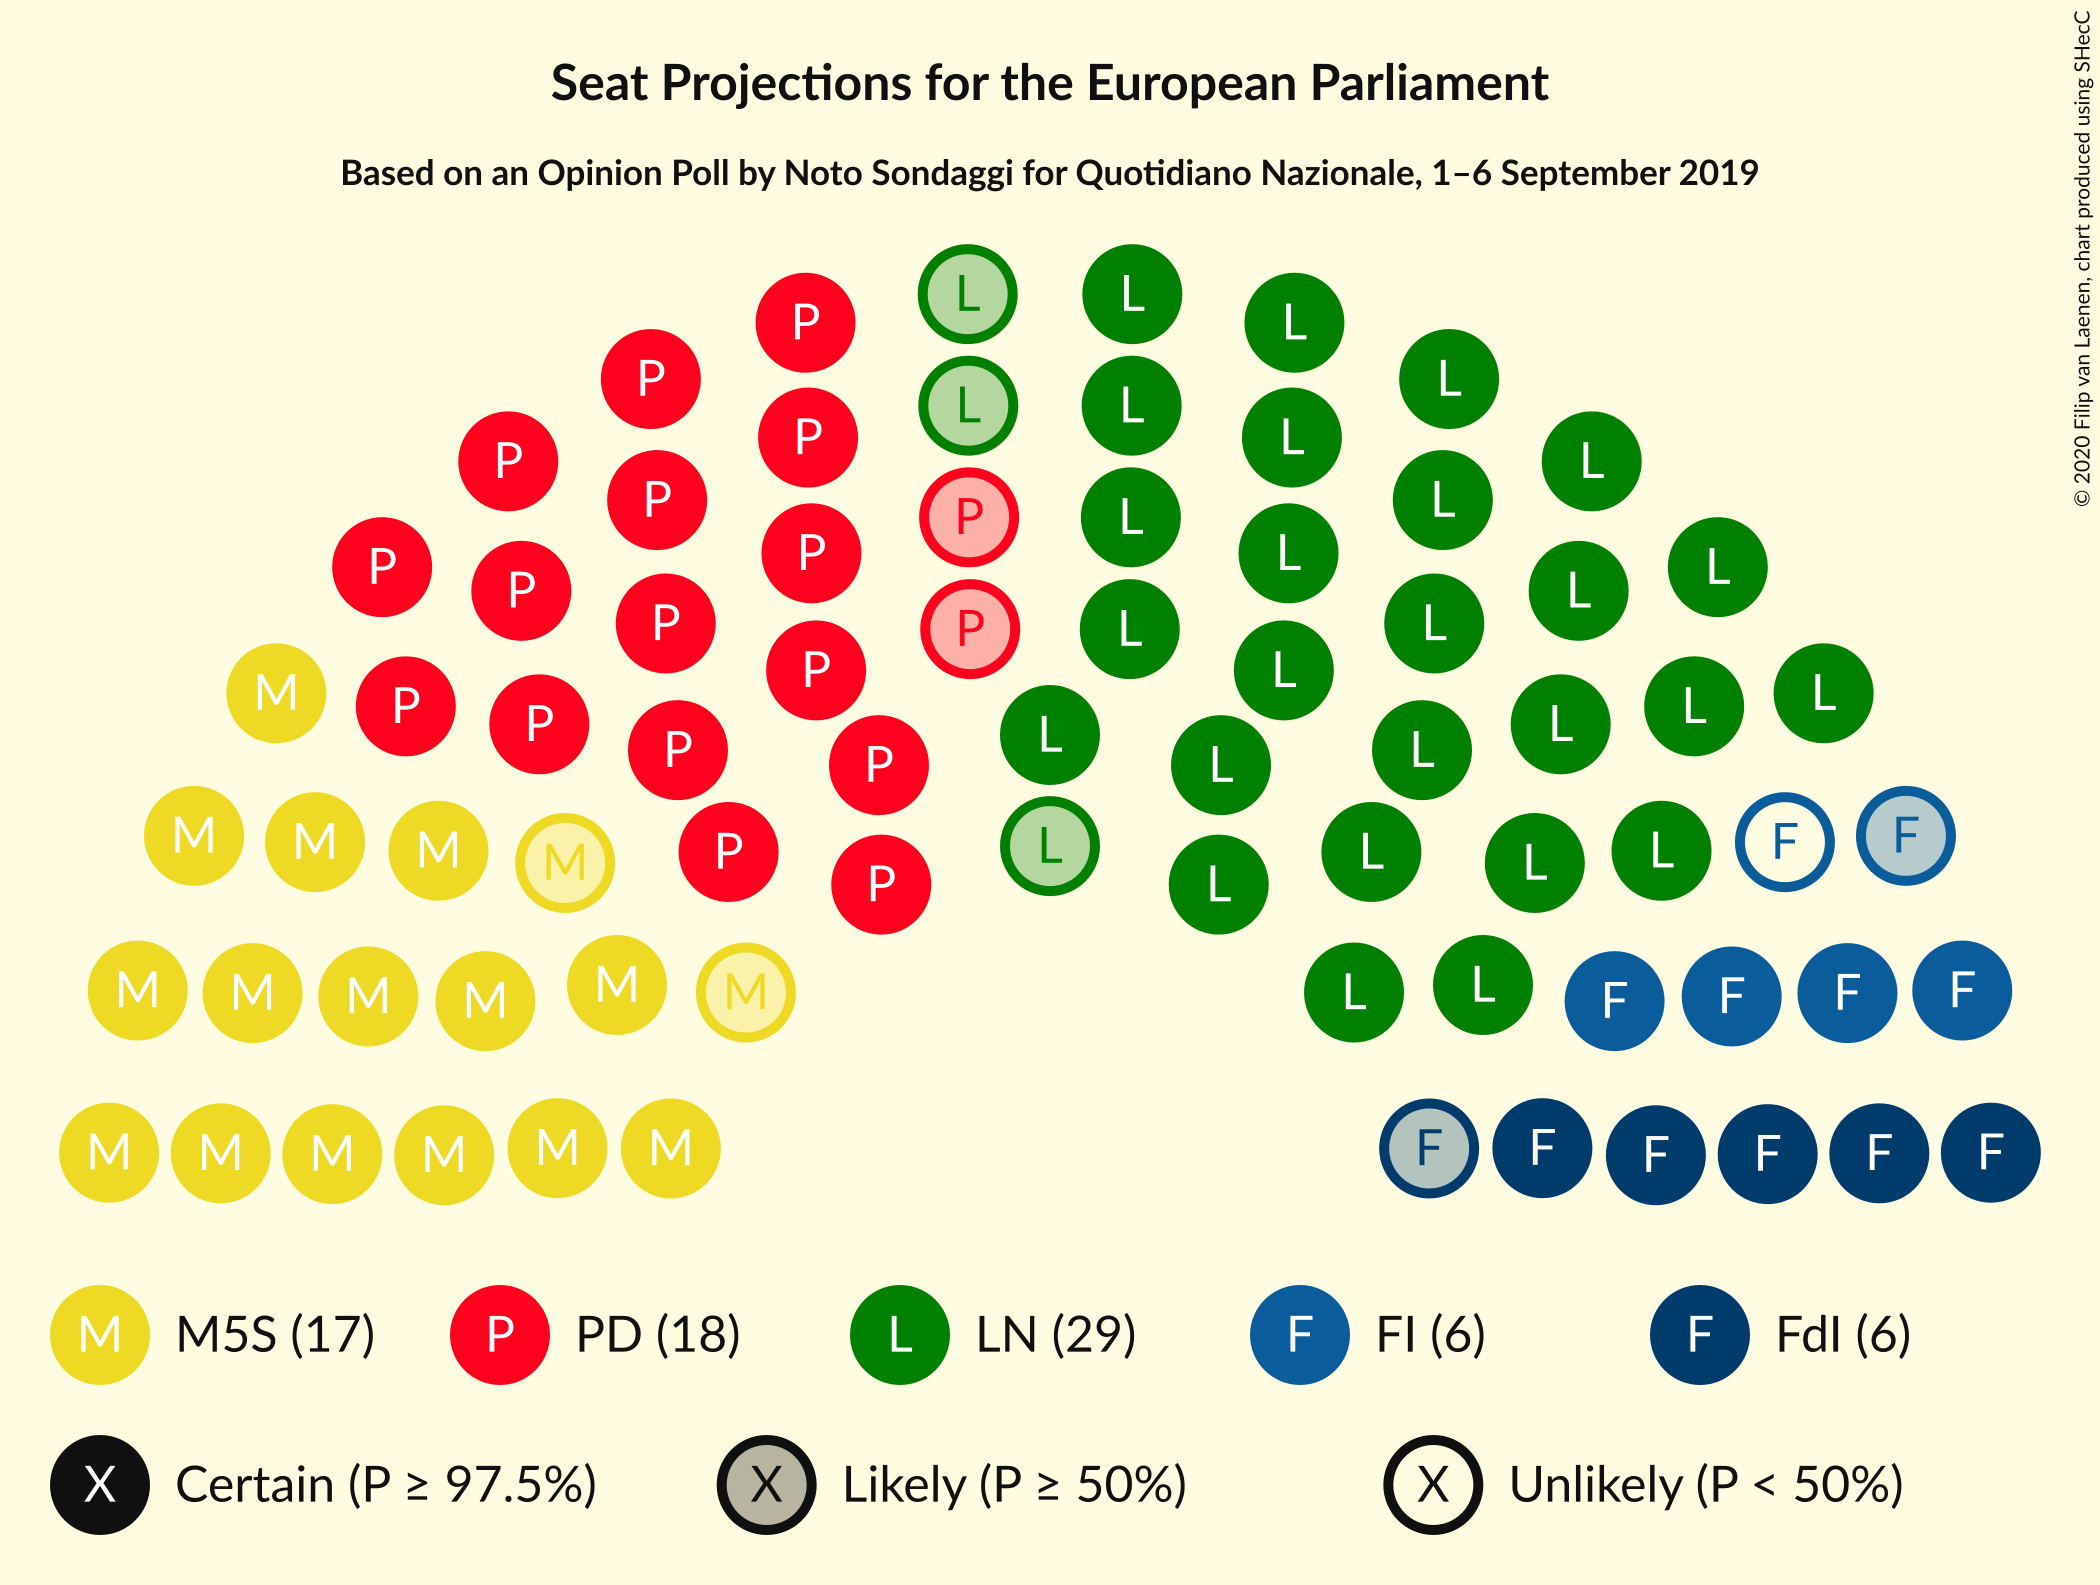 Seat Projections for the European Parliament
Based on an Opinion Poll by Noto Sondaggi for Quotidiano Nazionale, 1–6 September 2019
© 2020 Filip van Laenen, chart produced using SHecC
L L
P L
P L L
P P L L
P L
P P L L
P L
P P L L
P P L L
P L
P L
P P L L
M L
P L L
P P L L
L
P L
P L
M F
M F
M L
P L L
M L
P L
M L
M M F F
M M L F
M F
M F
M M F F
M M M F F F
M M F F
M M5S (17) P PD (18) L LN (29) F FI (6) F FdI (6)
X Certain (P ≥ 97.5%) X Likely (P ≥ 50%) X Unlikely (P < 50%)